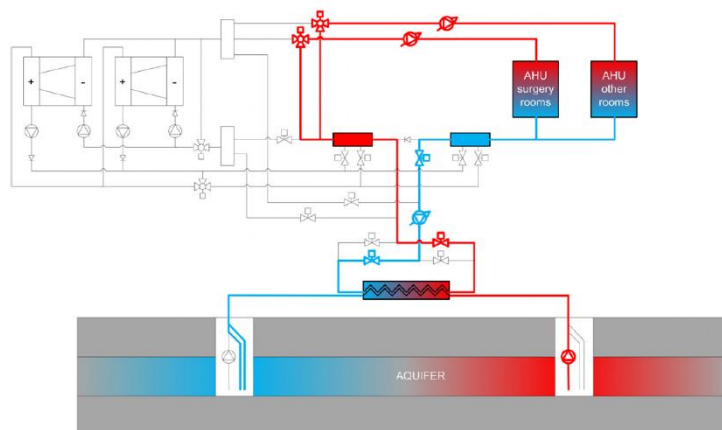 +
-
+
-
AHU
surgery
rooms
AHU
other
rooms
AQUIFER